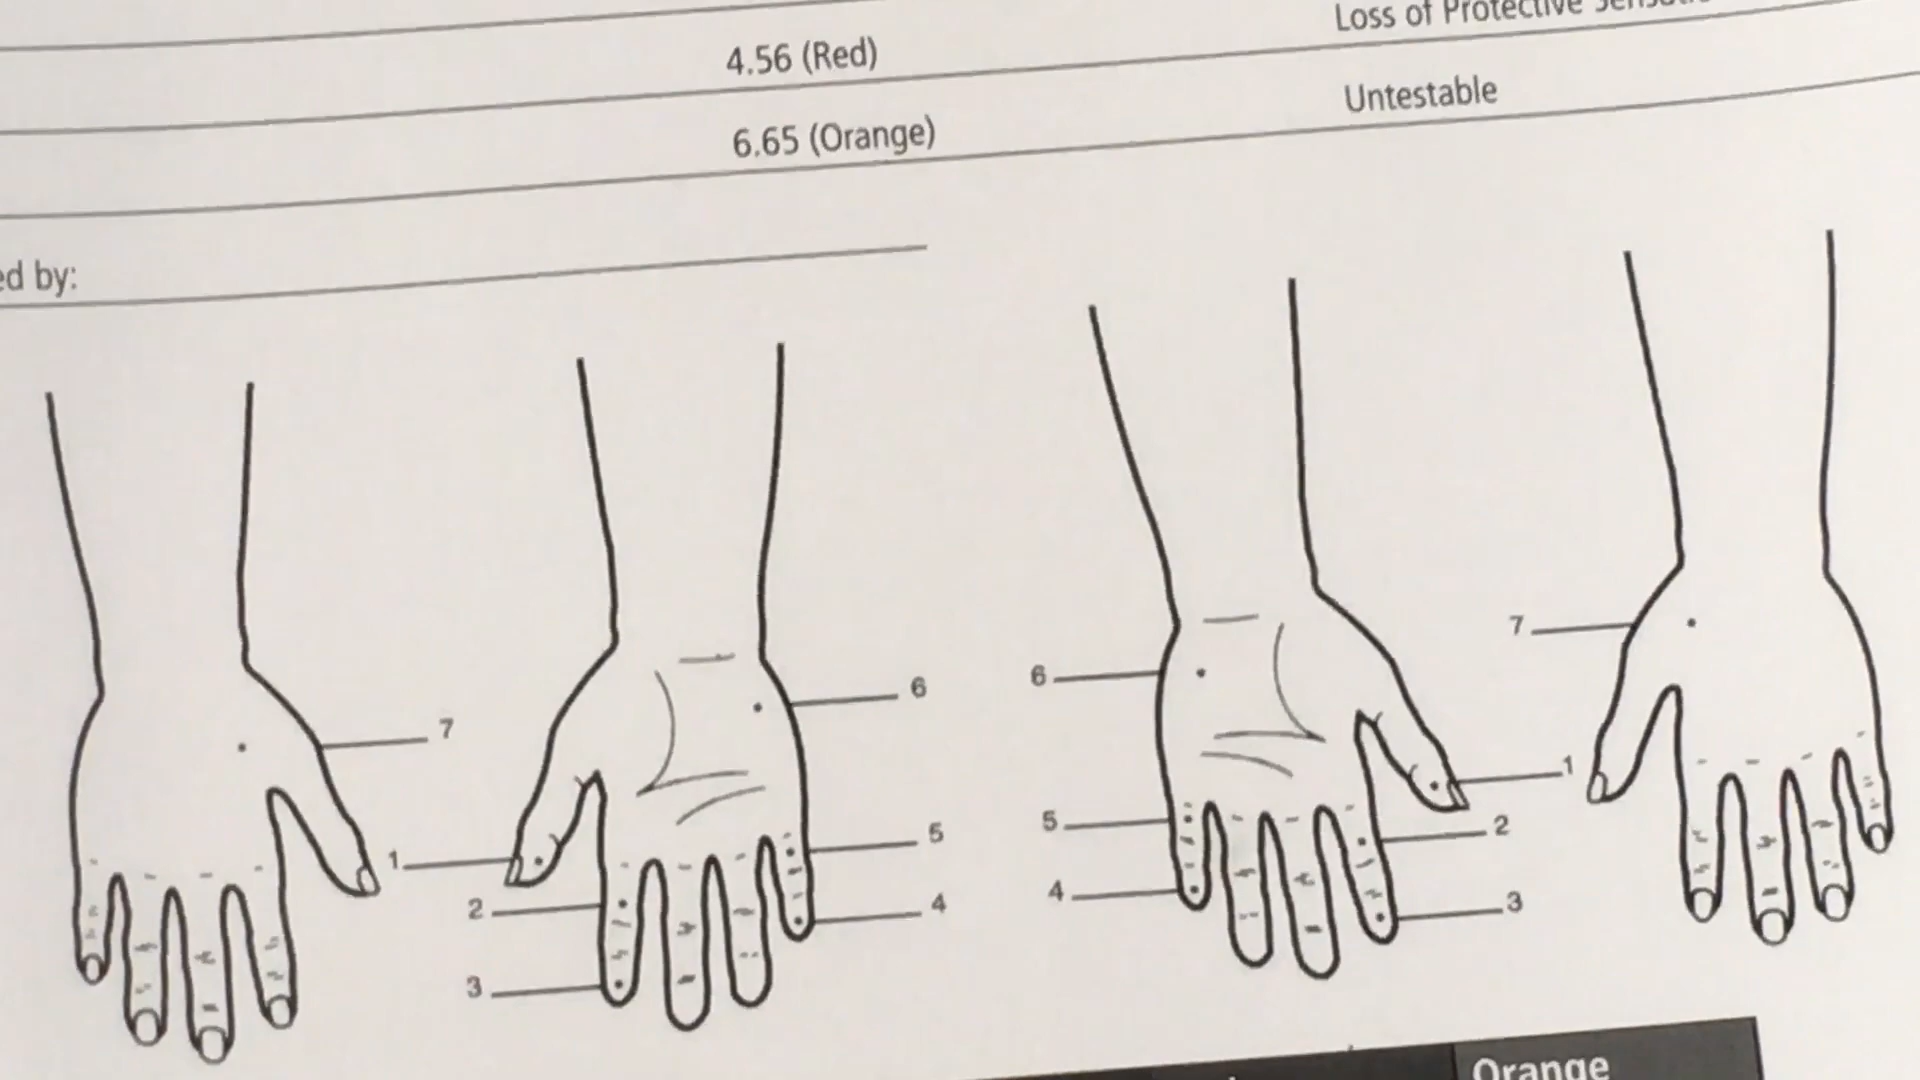 Loss of Protective
4.56 (Red)
Untestable
6.65 (Orange)
ed by:
7
6
5
4
1
2
3
6
5
4
1
2
3
7
Orange